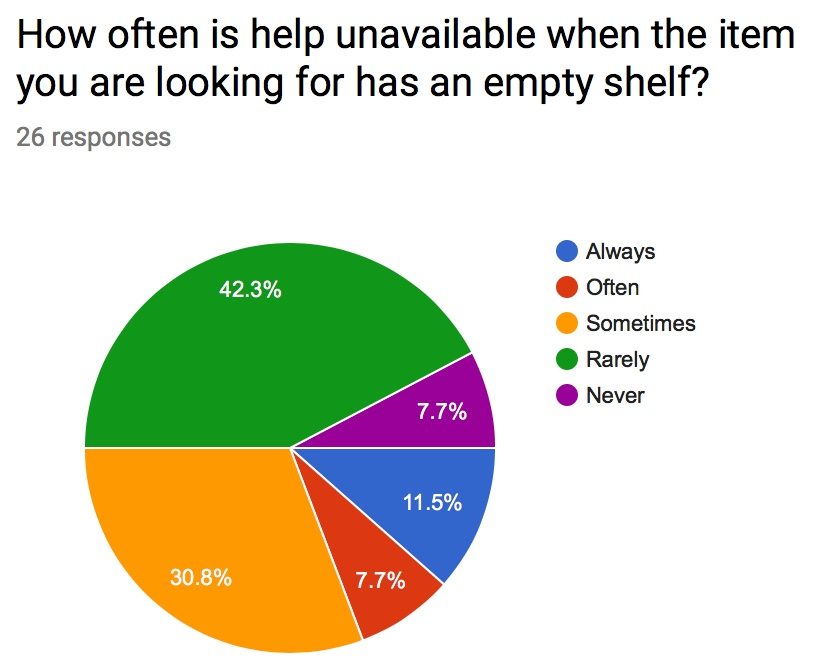 How often is help unavailable when the item
you are looking for has an empty shelf?
26 responses
42.3%
7.7%
11.5%
7.7%
30.8%
Always
Often
Sometimes
Rarely
Never